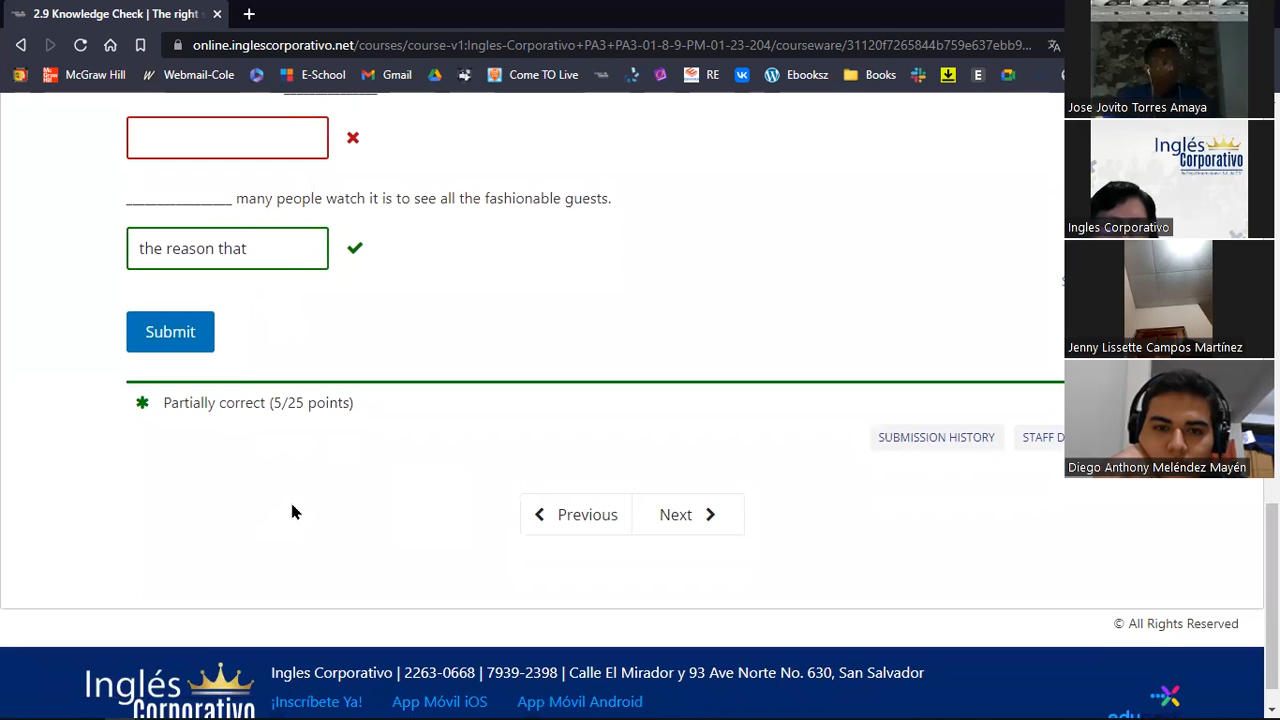 2.9 Knowledge Check | The right
online.inglescorporativo.net/courses/course-v1:Ingles-Corporativo+PA3+PA3-01-8-9-PM-01-23-204/courseware/31120f7265844b759e637ebb9...
McGraw Hill Webmail-Cole E-School Gmail Come TO Live RE Ebooksz Books
Jose Jovito Torres Amaya
Inglés
Corporativo
Ingles Corporativo
________________ many people watch it is to see all the fashionable guests.
the reason that
Jenny Lissette Campos Martínez
Submit
Partially correct (5/25 points)
SUBMISSION HISTORY STAFF D
Diego Anthony Meléndez Mayén
Previous Next
© All Rights Reserved
Inglés
Corporativo
Ingles Corporativo | 2263-0668 | 7939-2398 | Calle El Mirador y 93 Ave Norte No. 630, San Salvador
¡Inscríbete Ya! App Móvil iOS App Móvil Android
edu